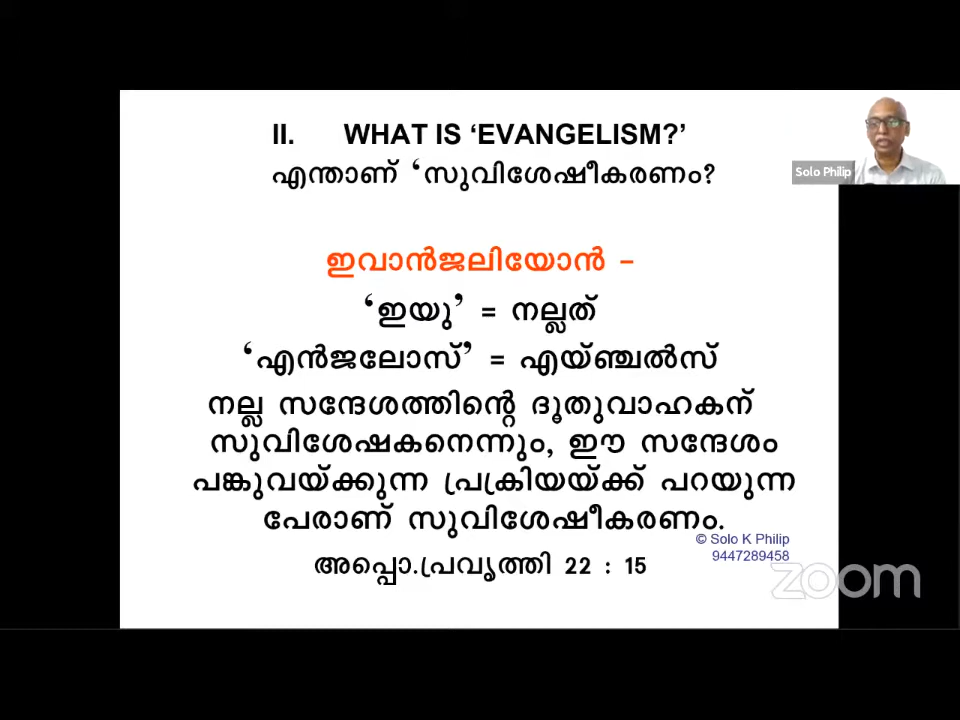 II. WHAT IS ‘EVANGELISM?’
എന്താണ് ‘സുവിശേഷീകരണം?
Solo Philip
ഇവാൻജലിയോൻ –
‘ഇയു’ = നല്ലത്
‘എൻജലോസ്’ = എയ്ഞ്ചൽസ്
നല്ല സന്ദേശത്തിന്റെ ദൂതുവാഹകന്
സുവിശേഷകനെന്നും, ഈ സന്ദേശം
പങ്കുവയ്ക്കുന്ന പ്രക്രിയയ്ക്ക് പറയുന്ന
പേരാണ് സുവിശേഷീകരണം.
© Solo K Philip
9447289458
അപ്പൊ.പ്രവൃത്തി 22 : 15
zoom